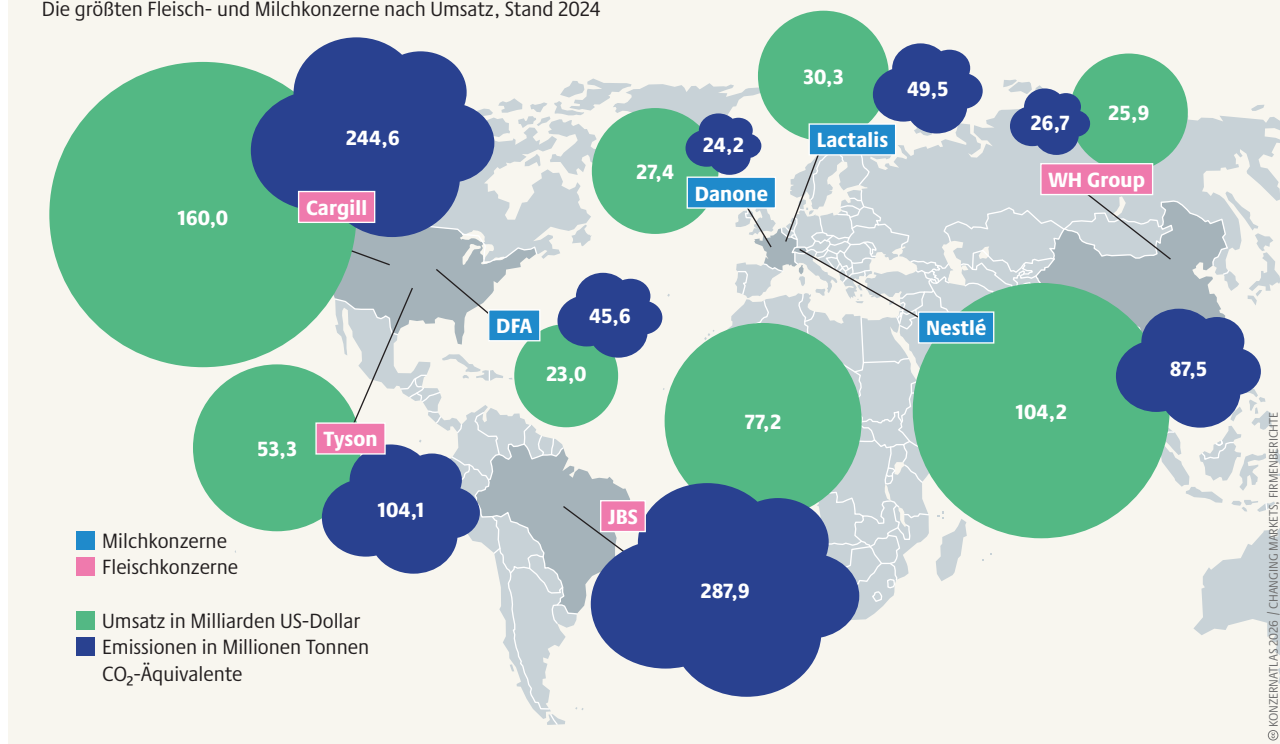 Die größten Fleisch- und Milchkonzerne nach Umsatz, Stand 2024
160,0
244,6
Cargill
27,4
24,2
Danone
30,3
49,5
Lactalis
26,7
25,9
WH Group
DFA
45,6
23,0
Nestlé
104,2
87,5
53,3
Tyson
104,1
77,2
JBS
287,9
Milchkonzerne
Fleischkonzerne
Umsatz in Milliarden US-Dollar
Emissionen in Millionen Tonnen
CO₂-Äquivalente
© KONZERNATLAS 2026 / CHANGING MARKETS, FIRMENBERICHTE